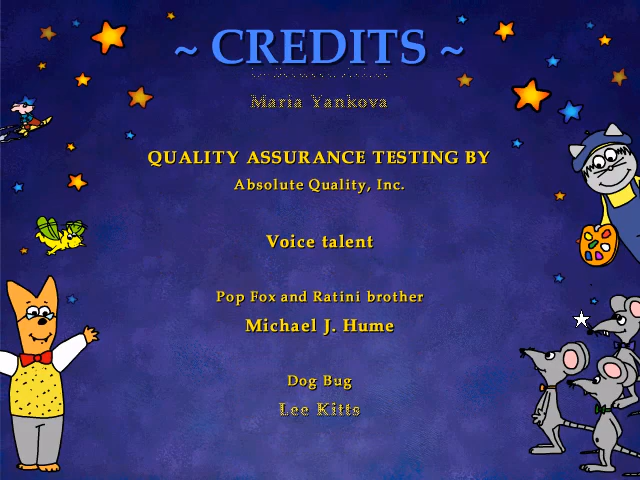 ~ CREDITS ~
Maria Yankova
QUALITY ASSURANCE TESTING BY
Absolute Quality, Inc.
Voice talent
Pop Fox and Ratini brother
Michael J. Hume
Dog Bug
Lee Kitts